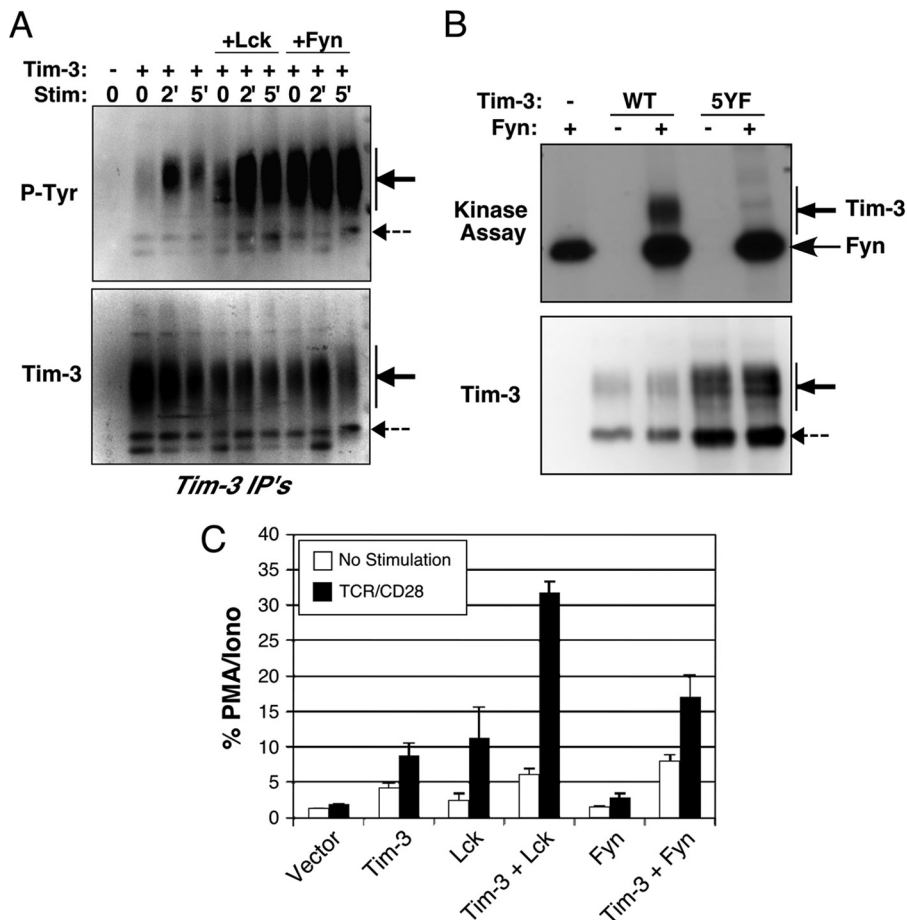 A
+Lck +Fyn
Tim-3: - + + + + + + + + +
Stim: 0 0 2' 5' 0 2' 5' 0 2' 5'
P-Tyr
Tim-3
Tim-3 IP's
B
Tim-3: - WT 5YF
Fyn: + - + - +
Kinase
Assay
Tim-3
Fyn
Tim-3
C
No Stimulation
TCR/CD28
% PMA/Iono
40
35
30
25
20
15
10
5
0
Vector
Tim-3
Lck
Tim-3 + Lck
Fyn
Tim-3 + Fyn